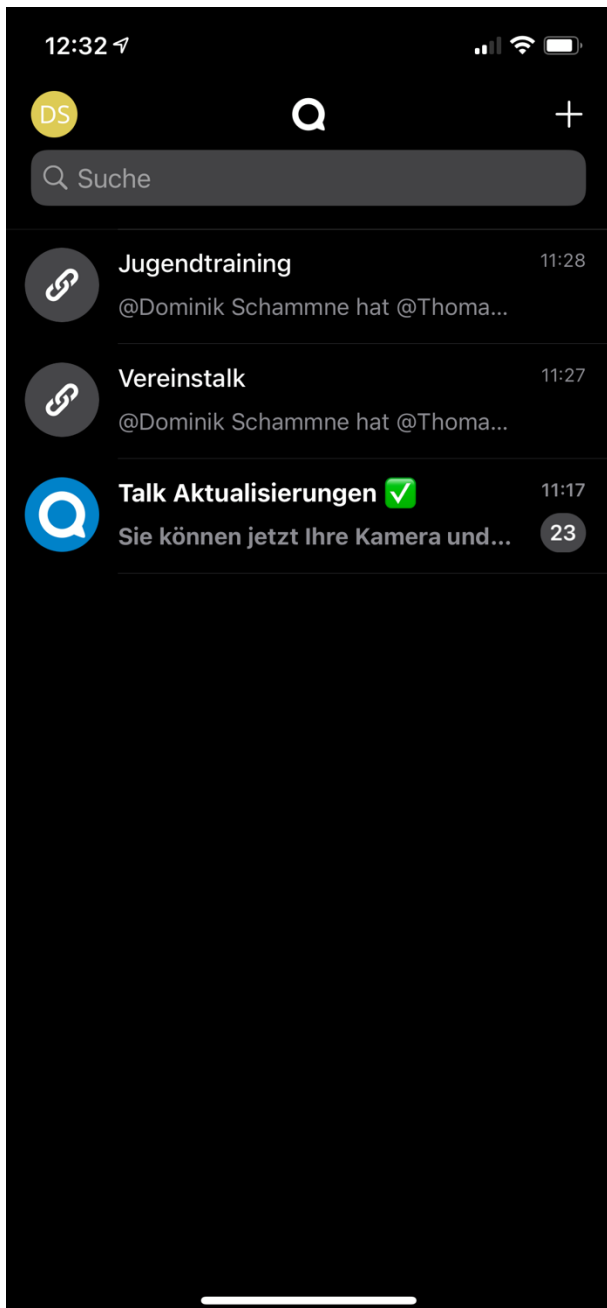 12:32
DS
Suche
Jugendtraining 11:28
@Dominik Schammne hat @Thoma...
Vereinstalk 11:27
@Dominik Schammne hat @Thoma...
Talk Aktualisierungen ✅ 11:17
Sie können jetzt Ihre Kamera und... 23